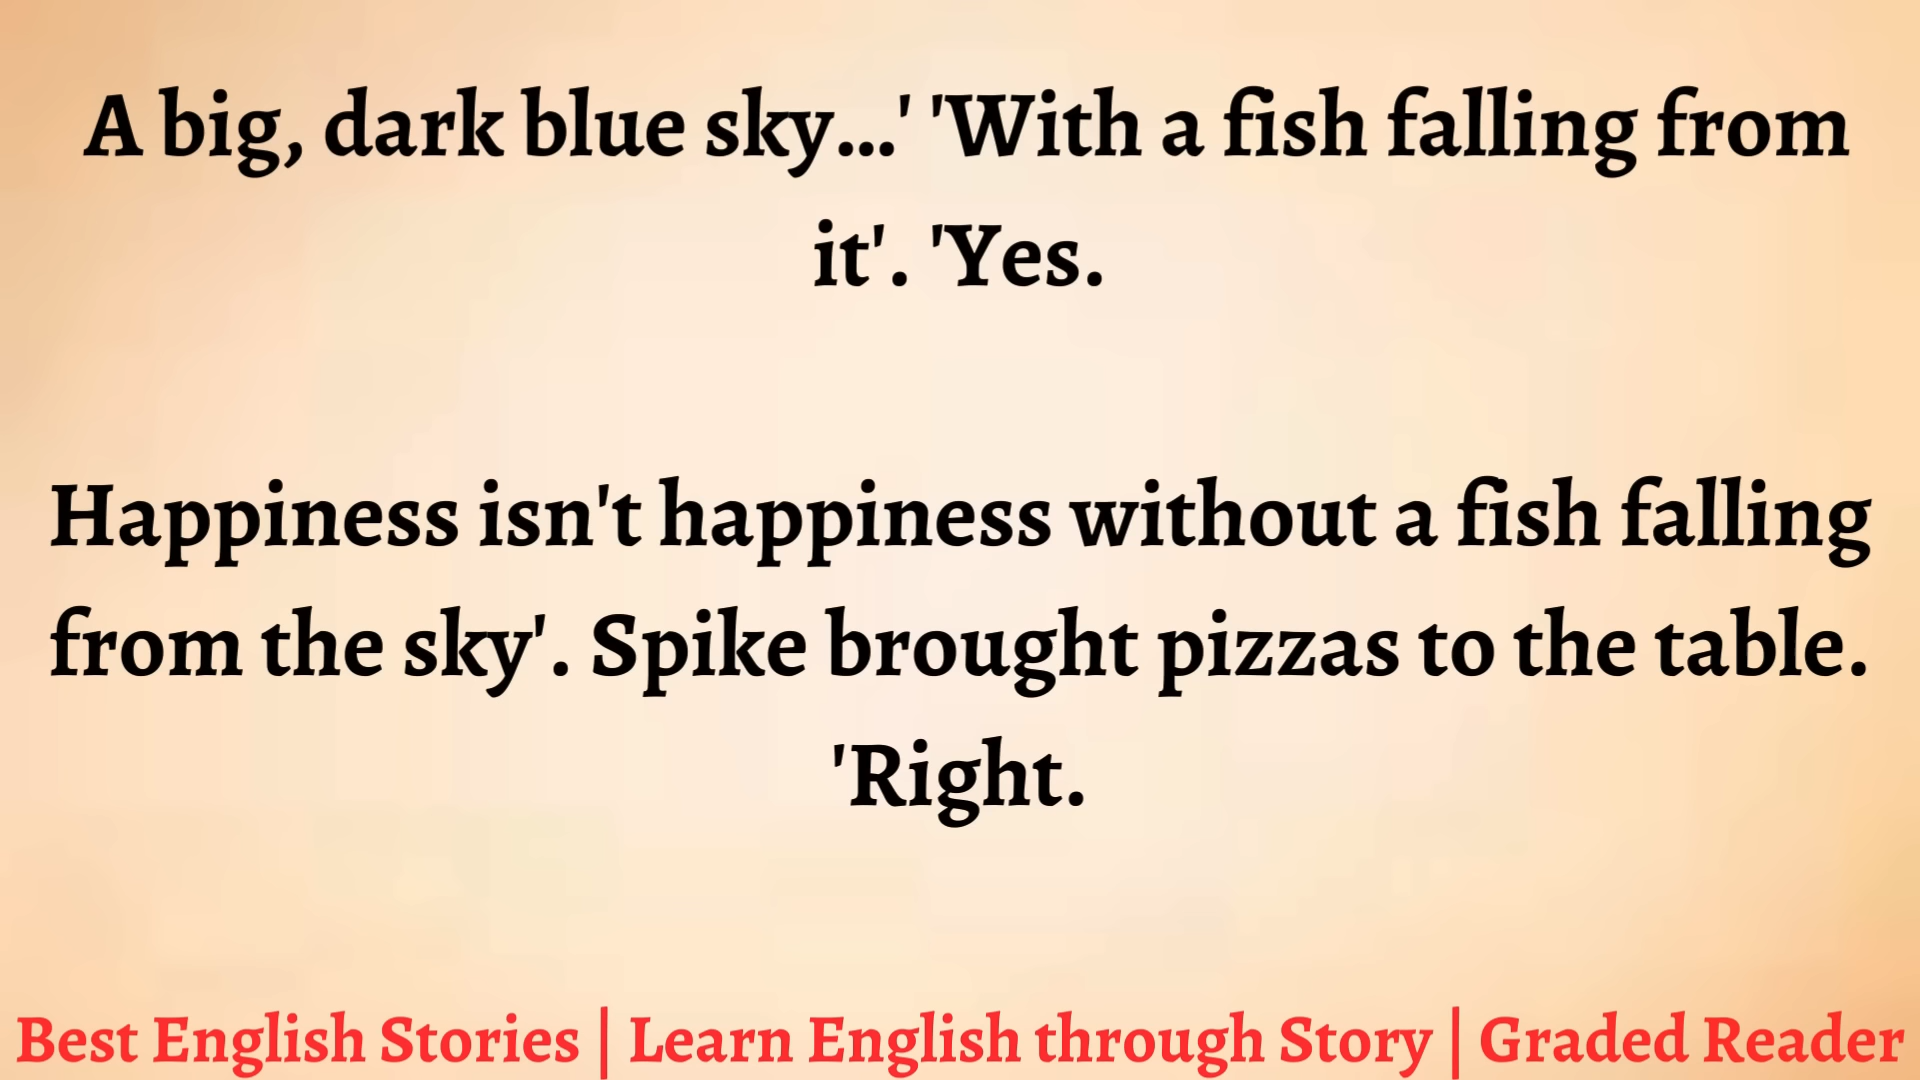 A big, dark blue sky...' 'With a fish falling from
it'. 'Yes.
Happiness isn't happiness without a fish falling
from the sky'. Spike brought pizzas to the table.
'Right.
Best English Stories | Learn English through Story | Graded Reader